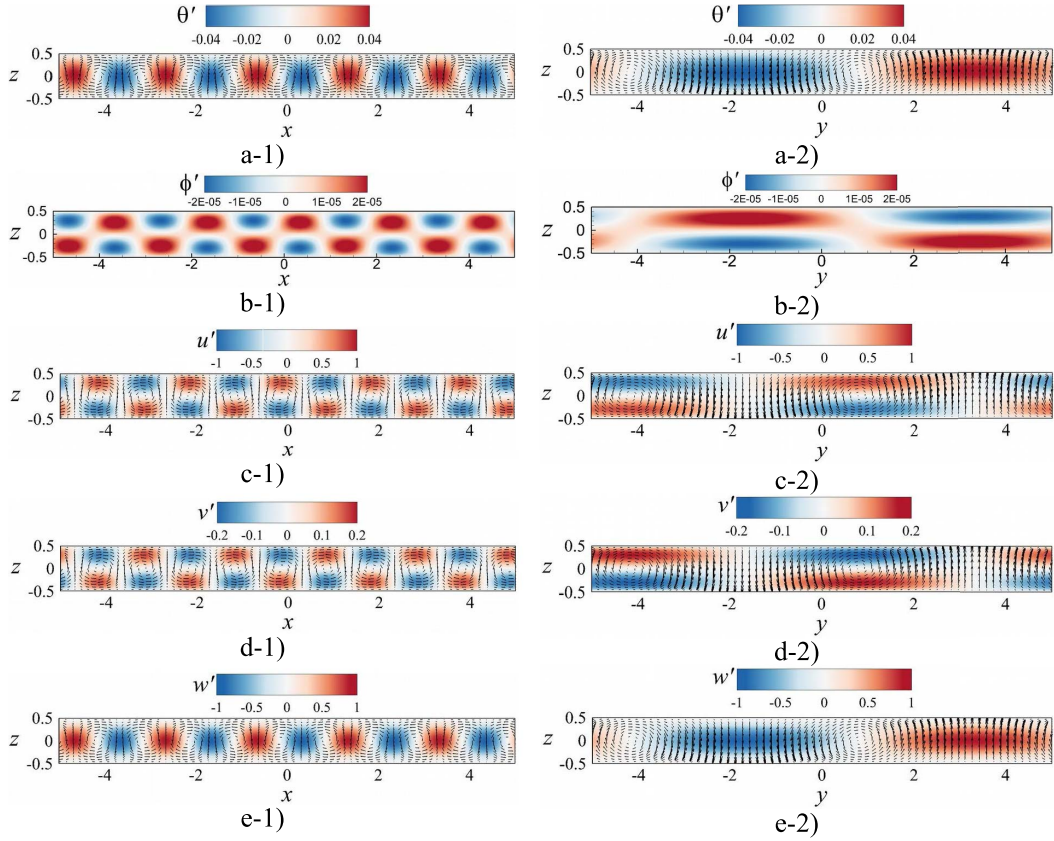 θ′ θ′
-0.04 -0.02 0 0.02 0.04 -0.04 -0.02 0 0.02 0.04
z 0.5 0 -0.5 z 0.5 0 -0.5
-4 -2 0 2 4 -4 -2 0 2 4
x y
a-1) a-2)
ϕ′ ϕ′
-2E-05 -1E-05 0 1E-05 2E-05 -2E-05 -1E-05 0 1E-05 2E-05
z 0.5 0 -0.5 z 0.5 0 -0.5
-4 -2 0 2 4 -4 -2 0 2 4
x y
b-1) b-2)
u′ u′
-1 -0.5 0 0.5 1 -1 -0.5 0 0.5 1
z 0.5 0 -0.5 z 0.5 0 -0.5
-4 -2 0 2 4 -4 -2 0 2 4
x y
c-1) c-2)
v′ v′
-0.2 -0.1 0 0.1 0.2 -0.2 -0.1 0 0.1 0.2
z 0.5 0 -0.5 z 0.5 0 -0.5
-4 -2 0 2 4 -4 -2 0 2 4
x y
d-1) d-2)
w′ w′
-1 -0.5 0 0.5 1 -1 -0.5 0 0.5 1
z 0.5 0 -0.5 z 0.5 0 -0.5
-4 -2 0 2 4 -4 -2 0 2 4
x y
e-1) e-2)